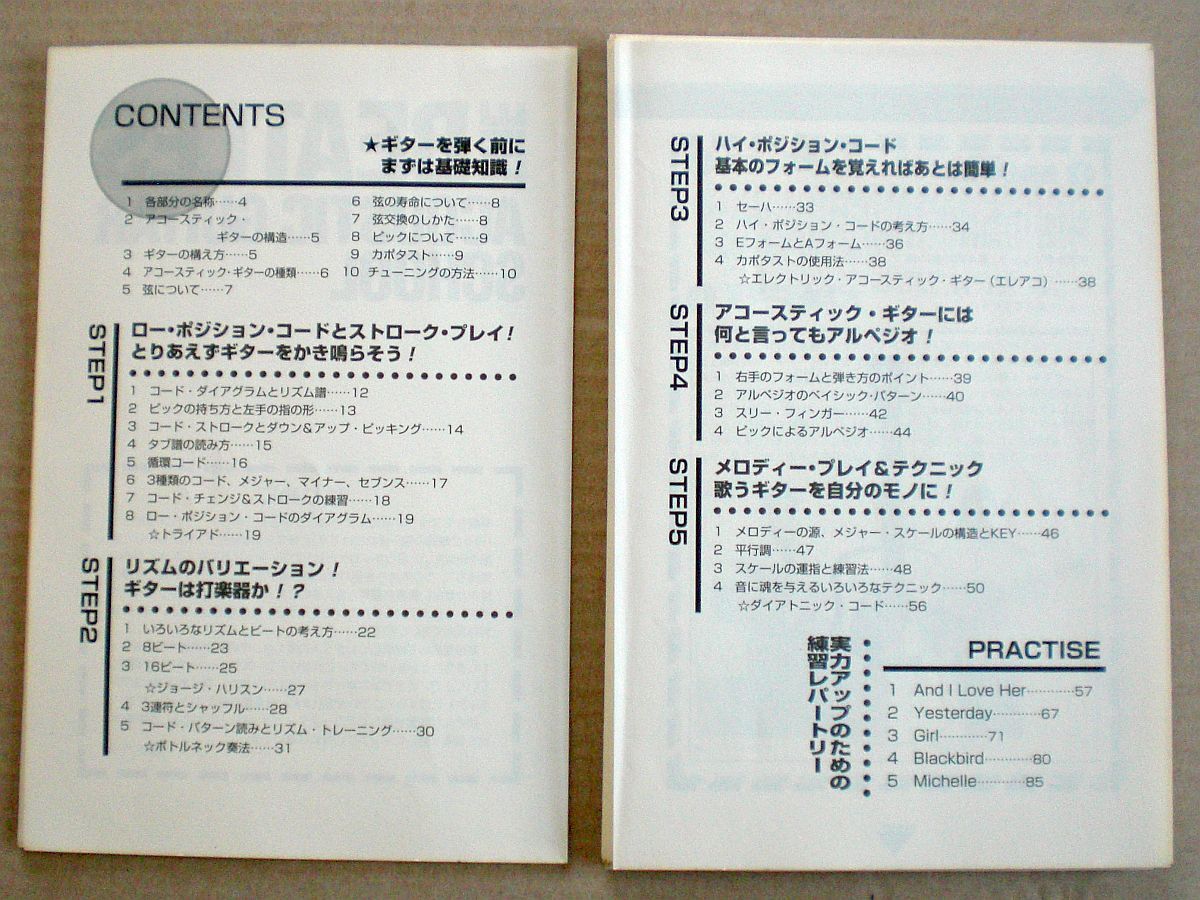 CONTENTS
★ギターを弾く前に
まずは基礎知識!
1 各部分の名称……4
2 アコースティック・
ギターの構造……5
3 ギターの構え方……5
4 アコースティック・ギターの種類……6
5 弦について……7
6 弦の寿命について……8
7 弦交換のしかた……8
8 ピックについて……9
9 カポタスト……9
10 チューニングの方法……10
STEP1
ロー・ポジション・コードとストローク・プレイ!
とりあえずギターをかき鳴らそう!
1 コード・ダイアグラムとリズム譜……12
2 ピックの持ち方と左手の指の形……13
3 コード・ストロークとダウン&アップ・ピッキング……14
4 タブ譜の読み方……15
5 循環コード……16
6 3種類のコード、メジャー、マイナー、セブンス……17
7 コード・チェンジ&ストロークの練習……18
8 ロー・ポジション・コードのダイアグラム……19
☆トライアド……19
STEP2
リズムのバリエーション!
ギターは打楽器か!?
1 いろいろなリズムとビートの考え方……22
2 8ビート……23
3 16ビート……25
☆ジョージ・ハリスン……27
4 3連符とシャッフル……28
5 コード・パターン読みとリズム・トレーニング……30
☆ボトルネック奏法……31
STEP3
ハイ・ポジション・コード
基本のフォームを覚えればあとは簡単!
1 セーハ……33
2 ハイ・ポジション・コードの考え方……34
3 EフォームとAフォーム……36
4 カポタストの使用法……38
☆エレクトリック・アコースティック・ギター(エレアコ)……38
STEP4
アコースティック・ギターには
何と言ってもアルペジオ!
1 右手のフォームと弾き方のポイント……39
2 アルペジオのベイシック・パターン……40
3 スリー・フィンガー……42
4 ピックによるアルペジオ……44
STEP5
メロディー・プレイ&テクニック
歌うギターを自分のモノに!
1 メロディーの源、メジャー・スケールの構造とKEY……46
2 平行調……47
3 スケールの運指と練習法……48
4 音に魂を与えるいろいろなテクニック……50
☆ダイアトニック・コード……56
実力アップのための
練習レパートリー
PRACTISE
1 And I Love Her…………57
2 Yesterday…………67
3 Girl…………71
4 Blackbird…………80
5 Michelle…………85